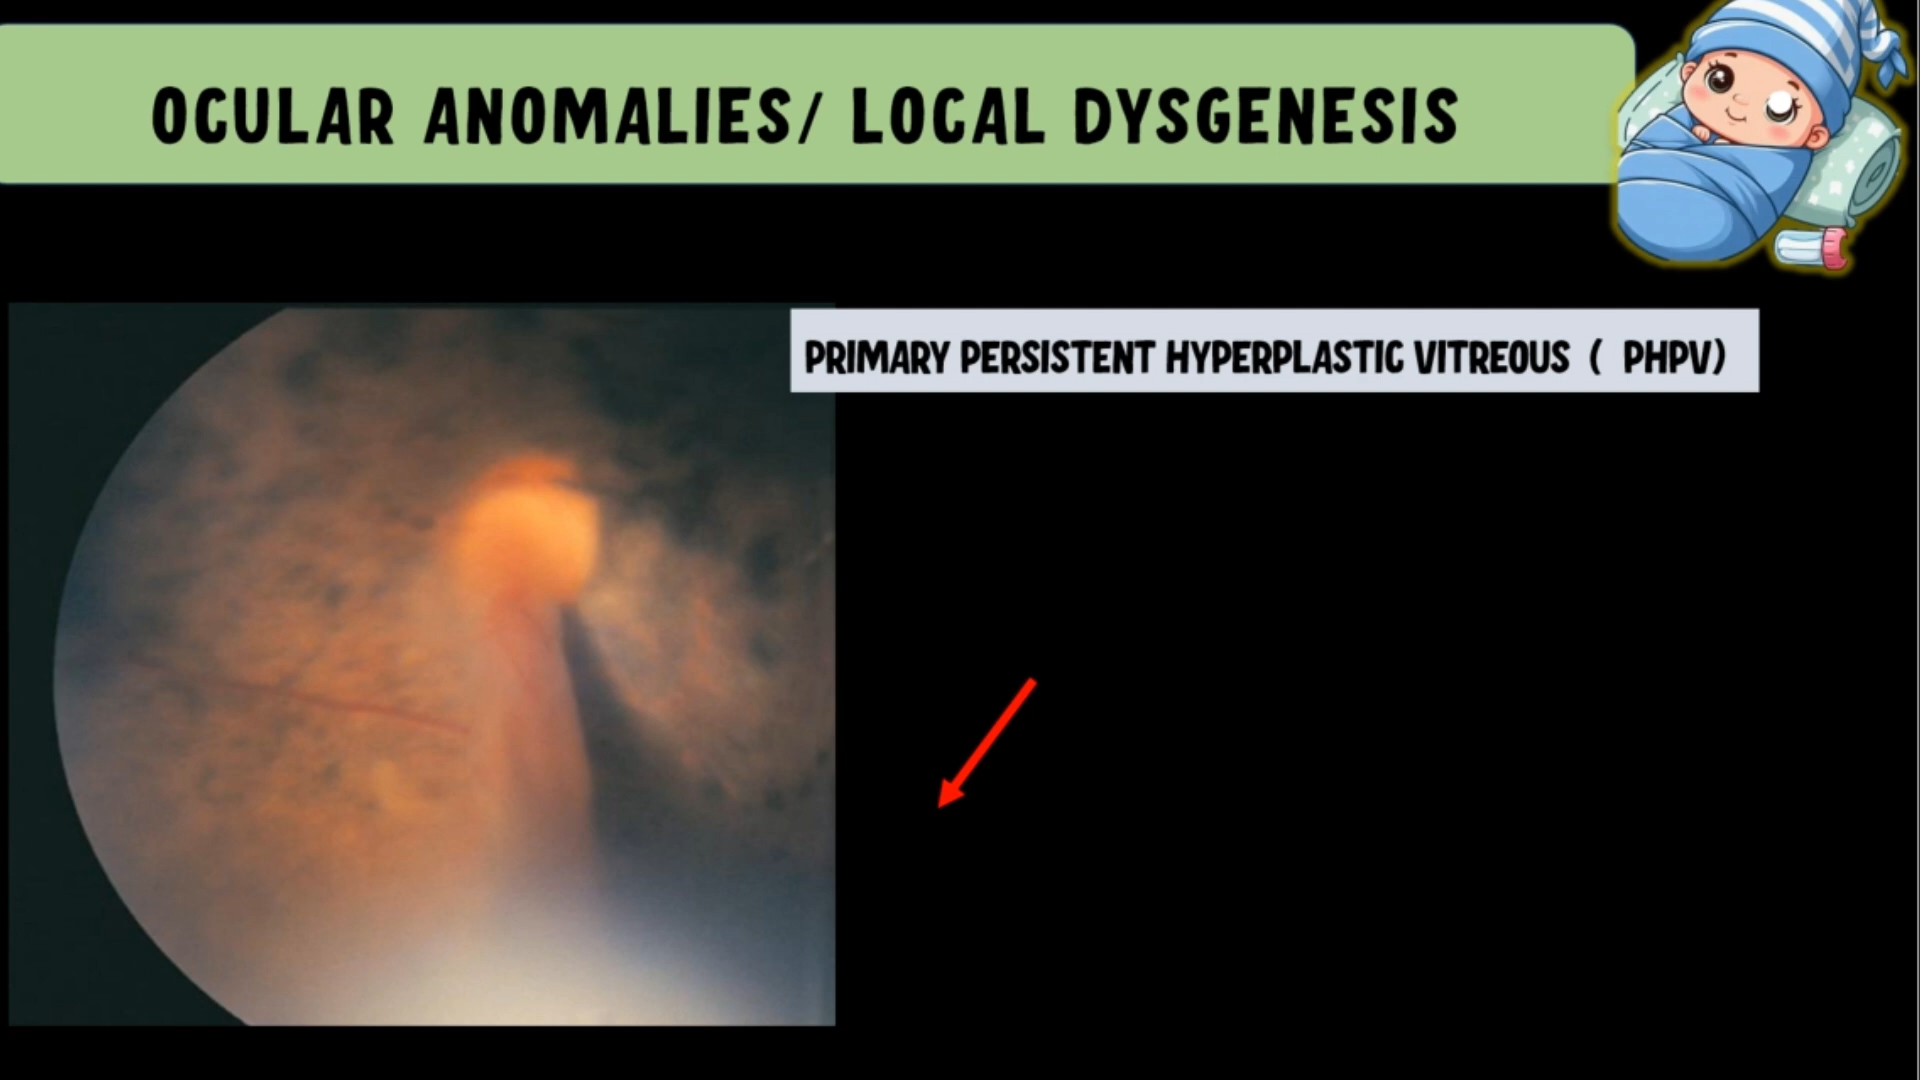 OCULAR ANOMALIES/ LOCAL DYSGENESIS
PRIMARY PERSISTENT HYPERPLASTIC VITREOUS ( PHPV)